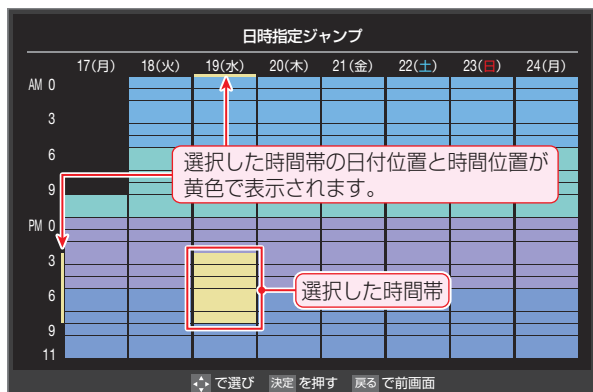 日時指定ジャンプ
17(月) 18(火) 19(水) 20(木) 21(金) 22(土) 23(日) 24(月)
AM 0
3
6
選択した時間帯の日付位置と時間位置が
黄色で表示されます。
9
PM 0
3
選択した時間帯
6
9
11
で選び 決定 を押す 戻る で前画面